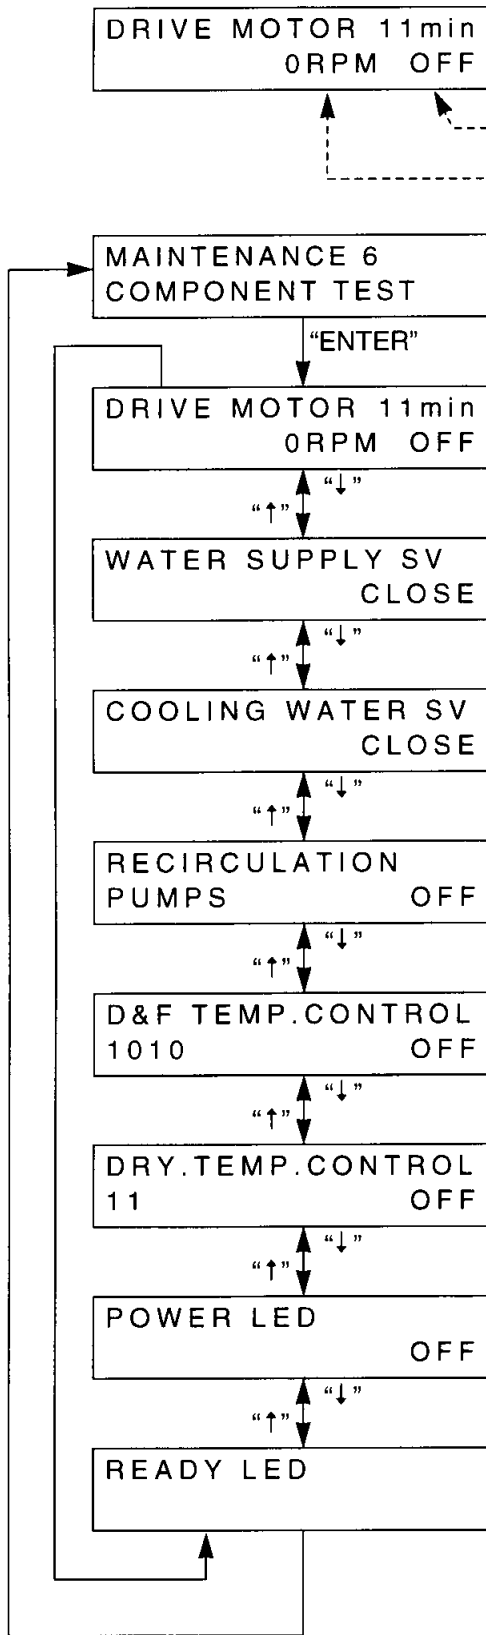 DRIVE MOTOR 11min
0RPM OFF
MAINTENANCE 6
COMPONENT TEST
“ENTER”
DRIVE MOTOR 11min
0RPM OFF
“↑” “↓”
WATER SUPPLY SV
CLOSE
“↑” “↓”
COOLING WATER SV
CLOSE
“↑” “↓”
RECIRCULATION
PUMPS OFF
“↑” “↓”
D&F TEMP.CONTROL
1010 OFF
“↑” “↓”
DRY.TEMP.CONTROL
11 OFF
“↑” “↓”
POWER LED
OFF
“↑” “↓”
READY LED